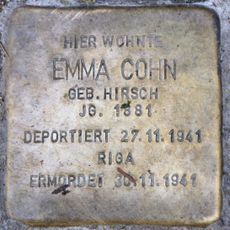 HIER WOHNTE
EMMA COHN
GEB. HIRSCH
JG. 1881
DEPORTIERT 27.11.1941
RIGA
ERMORDET 30.11.1941